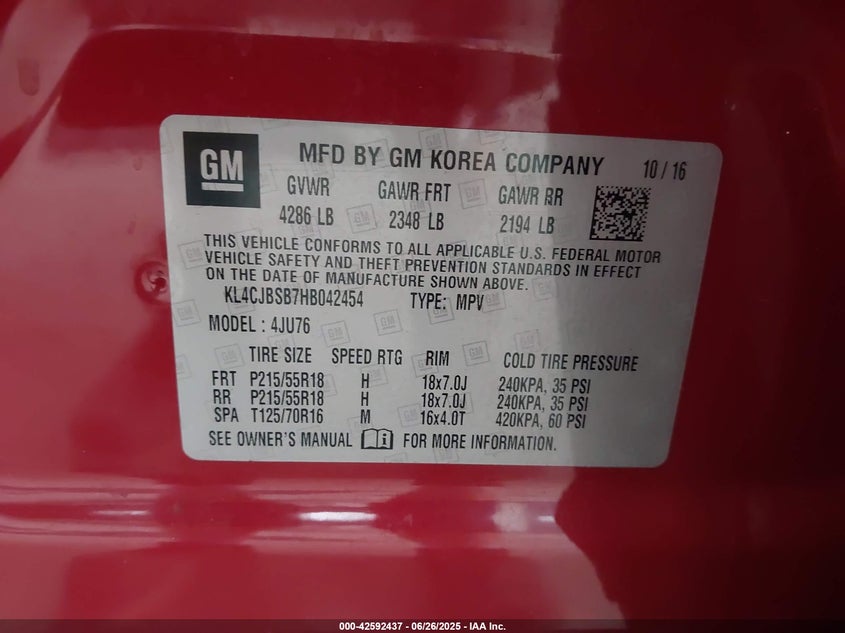 GM MFD BY GM KOREA COMPANY 10 / 16
GVWR GAWR FRT GAWR RR
4286 LB 2348 LB 2194 LB
THIS VEHICLE CONFORMS TO ALL APPLICABLE U.S. FEDERAL MOTOR
VEHICLE SAFETY AND THEFT PREVENTION STANDARDS IN EFFECT
ON THE DATE OF MANUFACTURE SHOWN ABOVE.
KL4CJBSB7HB042454 TYPE: MPV
MODEL : 4JU76
TIRE SIZE SPEED RTG RIM COLD TIRE PRESSURE
FRT P215/55R18 H 18x7.0J 240KPA, 35 PSI
RR P215/55R18 H 18x7.0J 240KPA, 35 PSI
SPA T125/70R16 M 16x4.0T 420KPA, 60 PSI
SEE OWNER'S MANUAL i FOR MORE INFORMATION.
000-42592437 - 06/26/2025 - IAA Inc.